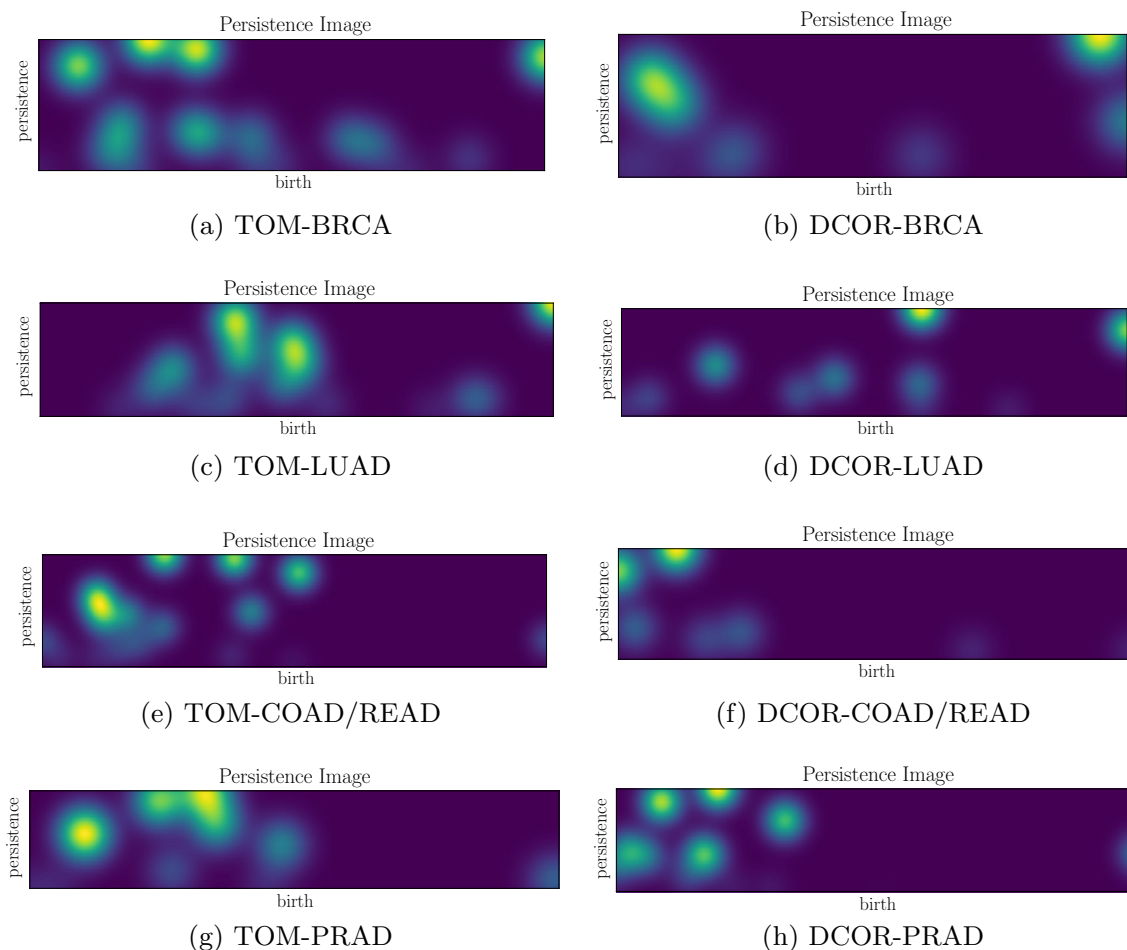 Persistence Image
persistence
birth
(a) TOM-BRCA
Persistence Image
persistence
birth
(b) DCOR-BRCA
Persistence Image
persistence
birth
(c) TOM-LUAD
Persistence Image
persistence
birth
(d) DCOR-LUAD
Persistence Image
persistence
birth
(e) TOM-COAD/READ
Persistence Image
persistence
birth
(f) DCOR-COAD/READ
Persistence Image
persistence
birth
(g) TOM-PRAD
Persistence Image
persistence
birth
(h) DCOR-PRAD